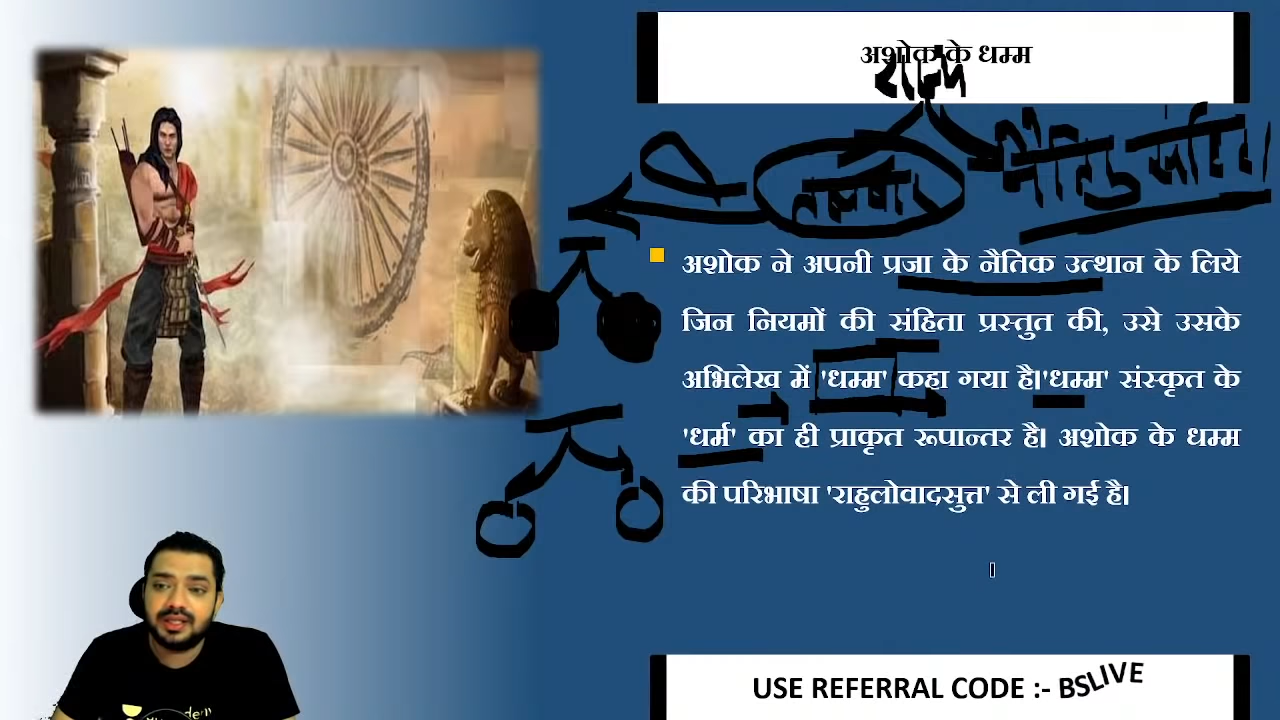 अशोक के धम्म
राज्य
तलवार
अशोक ने अपनी प्रजा के नैतिक उत्थान के लिये
जिन नियमों की संहिता प्रस्तुत की, उसे उसके
अभिलेख में 'धम्म' कहा गया है।'धम्म' संस्कृत के
'धर्म' का ही प्राकृत रूपान्तर है। अशोक के धम्म
की परिभाषा 'राहुलोवादसुत्त' से ली गई है।
USE REFERRAL CODE :- BSLIVE